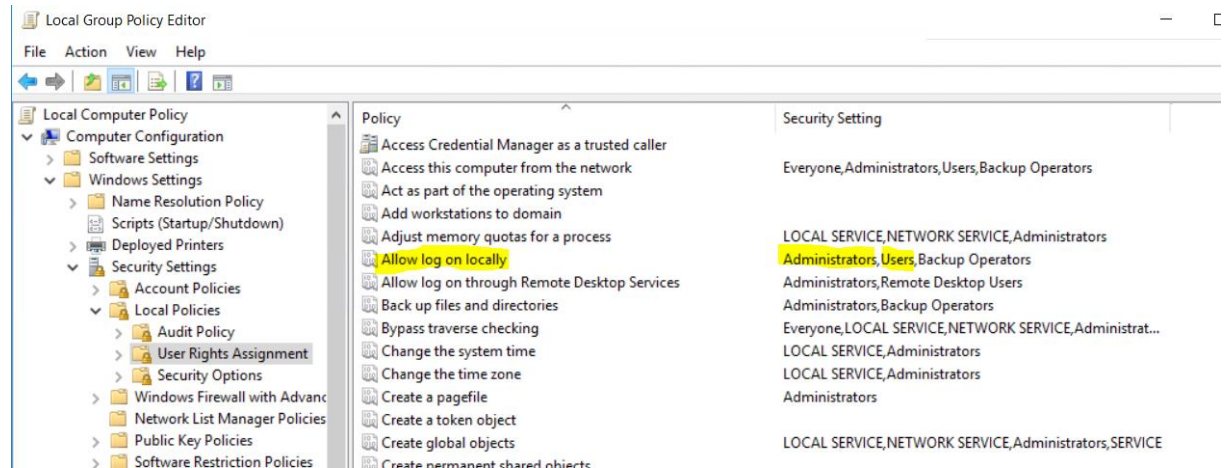 Local Group Policy Editor
File Action View Help
Local Computer Policy
Computer Configuration
Software Settings
Windows Settings
Name Resolution Policy
Scripts (Startup/Shutdown)
Deployed Printers
Security Settings
Account Policies
Local Policies
Audit Policy
User Rights Assignment
Security Options
Windows Firewall with Advanc
Network List Manager Policies
Public Key Policies
Software Restriction Policies
Policy Security Setting
Access Credential Manager as a trusted caller
Access this computer from the network Everyone,Administrators,Users,Backup Operators
Act as part of the operating system
Add workstations to domain
Adjust memory quotas for a process LOCAL SERVICE,NETWORK SERVICE,Administrators
Allow log on locally Administrators,Users,Backup Operators
Allow log on through Remote Desktop Services Administrators,Remote Desktop Users
Back up files and directories Administrators,Backup Operators
Bypass traverse checking Everyone,LOCAL SERVICE,NETWORK SERVICE,Administrat...
Change the system time LOCAL SERVICE,Administrators
Change the time zone LOCAL SERVICE,Administrators
Create a pagefile Administrators
Create a token object
Create global objects LOCAL SERVICE,NETWORK SERVICE,Administrators,SERVICE
Create permanent shared objects